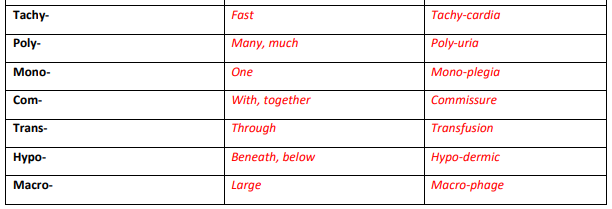 Tachy- Fast Tachy-cardia
Poly- Many, much Poly-uria
Mono- One Mono-plegia
Com- With, together Commissure
Trans- Through Transfusion
Hypo- Beneath, below Hypo-dermic
Macro- Large Macro-phage